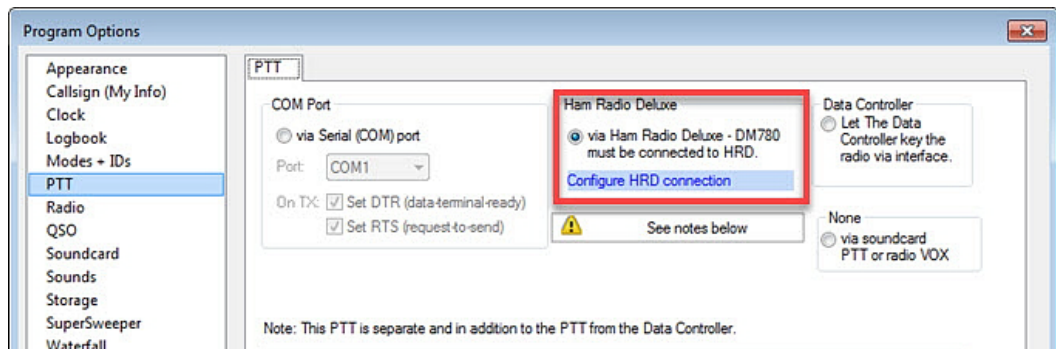 Program Options
Appearance
Callsign (My Info)
Clock
Logbook
Modes + IDs
PTT
Radio
QSO
Soundcard
Sounds
Storage
SuperSweeper
Waterfall
PTT
COM Port
via Serial (COM) port
Port: COM1
On TX: Set DTR (data-terminal-ready)
Set RTS (request-to-send)
Ham Radio Deluxe
via Ham Radio Deluxe - DM780
must be connected to HRD.
Configure HRD connection
See notes below
Data Controller
Let The Data
Controller key the
radio via interface.
None
via soundcard
PTT or radio VOX
Note: This PTT is separate and in addition to the PTT from the Data Controller.